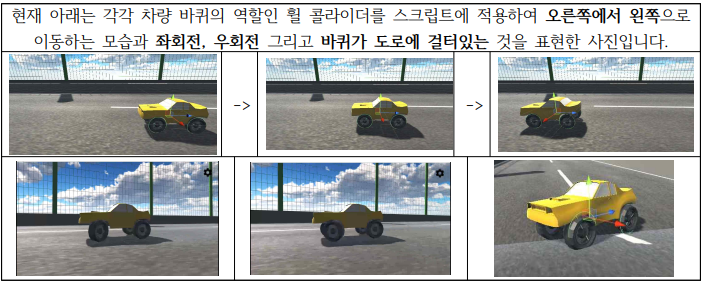 현재 아래는 각각 차량 바퀴의 역할인 휠 콜라이더를 스크립트에 적용하여 오른쪽에서 왼쪽으로
이동하는 모습과 좌회전, 우회전 그리고 바퀴가 도로에 걸터있는 것을 표현한 사진입니다.
->
->